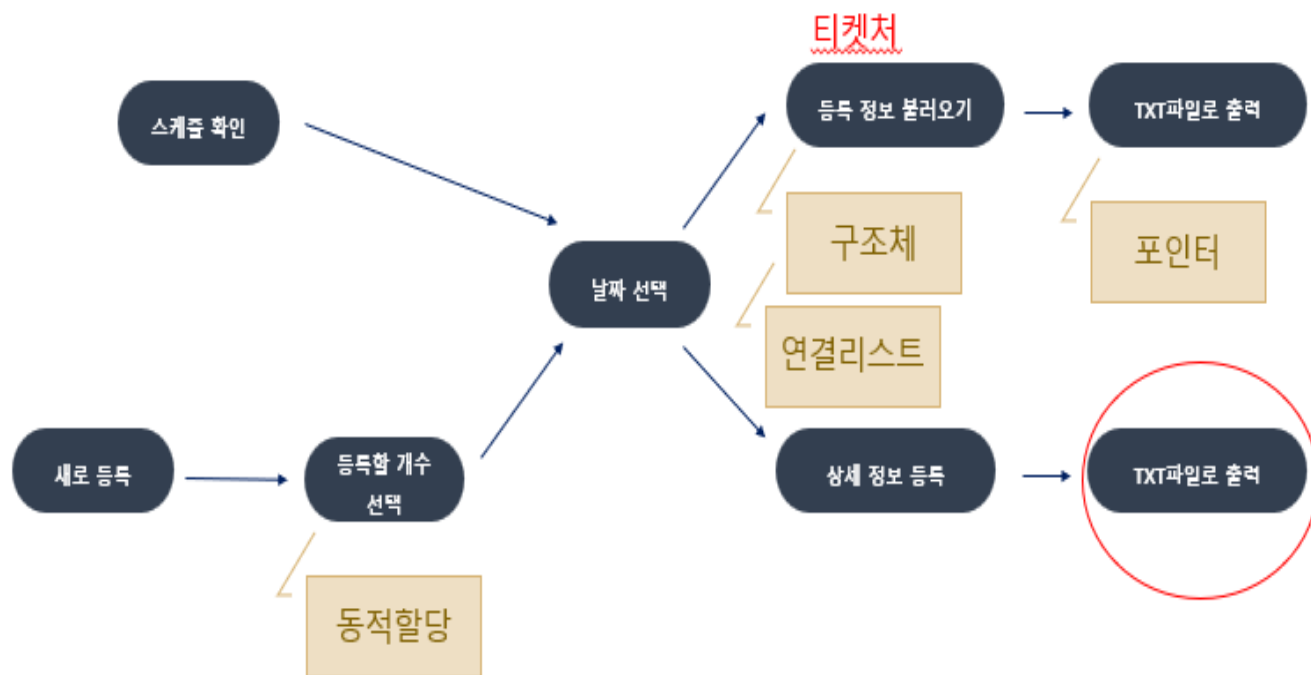 티켓처
스케줄 확인
등록 정보 불러오기
TXT파일로 출력
구조체
포인터
날짜 선택
연결리스트
새로 등록
등록할 개수
선택
상세 정보 등록
TXT파일로 출력
동적할당